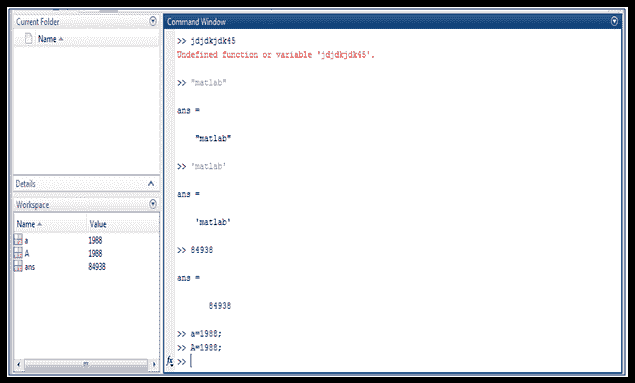 Current Folder
Name
Details
Workspace
Name Value
a 1988
A 1988
ans 84938
Command Window
>> jdjdkjdk45
Undefined function or variable 'jdjdkjdk45'.
>> "matlab"
ans =
"matlab"
>> 'matlab'
ans =
'matlab'
>> 84938
ans =
84938
>> a=1988;
>> A=1988;
fx >>